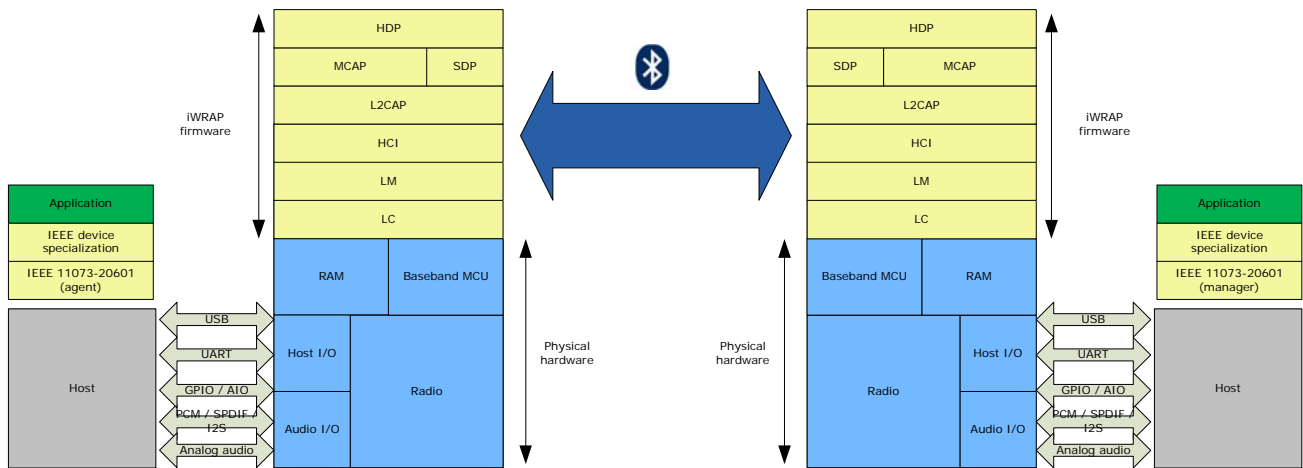 HDP
MCAP
SDP
L2CAP
HCI
LM
LC
iWRAP
firmware
RAM
Baseband MCU
Host I/O
Radio
Audio I/O
Physical
hardware
Application
IEEE device
specialization
IEEE 11073-20601
(agent)
Host
USB
UART
GPIO / AIO
PCM / SPDIF /
I2S
Analog audio
HDP
SDP
MCAP
L2CAP
HCI
LM
LC
iWRAP
firmware
Baseband MCU
RAM
Physical
hardware
Radio
Host I/O
Audio I/O
Application
IEEE device
specialization
IEEE 11073-20601
(manager)
USB
UART
GPIO / AIO
PCM / SPDIF /
I2S
Analog audio
Host